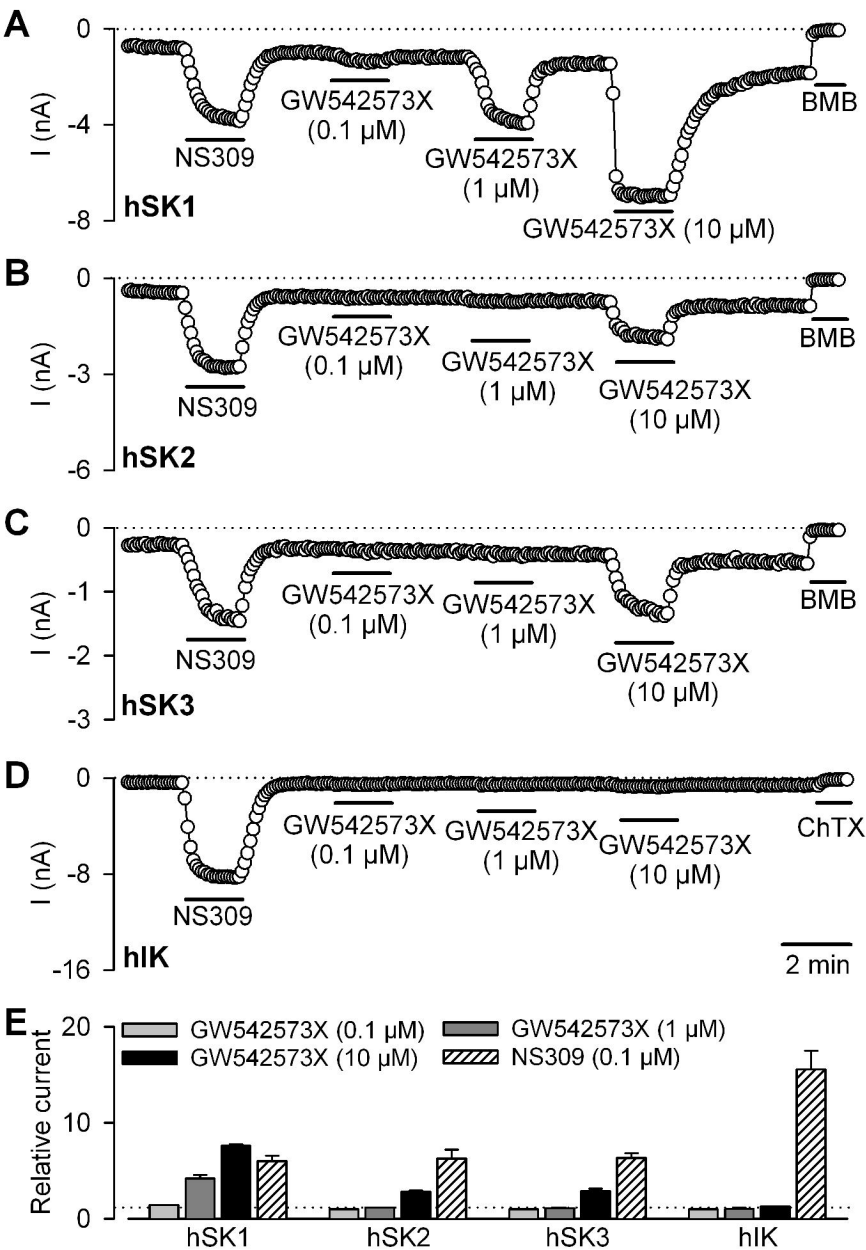 A
0
-4
-8
I (nA)
NS309
GW542573X
(0.1 µM)
GW542573X
(1 µM)
GW542573X (10 µM)
BMB
hSK1
B
0
-3
-6
I (nA)
NS309
GW542573X
(0.1 µM)
GW542573X
(1 µM)
GW542573X
(10 µM)
BMB
hSK2
C
0
-1
-2
-3
I (nA)
NS309
GW542573X
(0.1 µM)
GW542573X
(1 µM)
GW542573X
(10 µM)
BMB
hSK3
D
0
-8
-16
I (nA)
NS309
GW542573X
(0.1 µM)
GW542573X
(1 µM)
GW542573X
(10 µM)
ChTX
hIK
2 min
E
20
10
0
Relative current
GW542573X (0.1 µM)
GW542573X (1 µM)
GW542573X (10 µM)
NS309 (0.1 µM)
hSK1
hSK2
hSK3
hIK